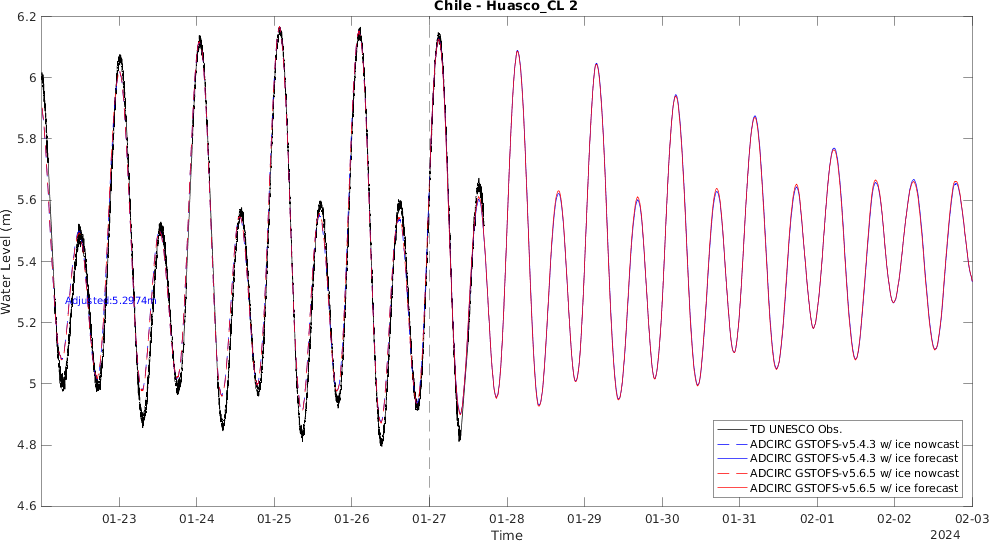 Chile - Huasco_CL 2
Water Level (m)
6.2
6
5.8
5.6
5.4
5.2
5
4.8
4.6
Adjusted:5.2974m
TD UNESCO Obs.
ADCIRC GSTOFS-v5.4.3 w/ ice nowcast
ADCIRC GSTOFS-v5.4.3 w/ ice forecast
ADCIRC GSTOFS-v5.6.5 w/ ice nowcast
ADCIRC GSTOFS-v5.6.5 w/ ice forecast
01-23 01-24 01-25 01-26 01-27 01-28 01-29 01-30 01-31 02-01 02-02 02-03
Time
2024